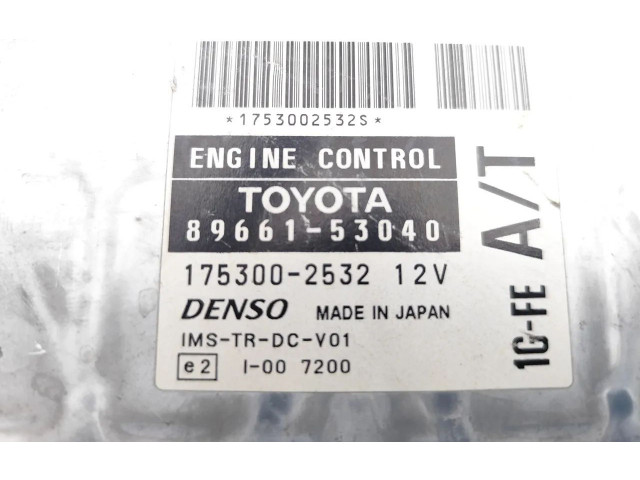 *1753002532S*
ENGINE CONTROL
TOYOTA
89661-53040
175300-2532 12V
DENSO MADE IN JAPAN
IMS-TR-DC-V01
e2 I-00 7200
1G-FE A/T